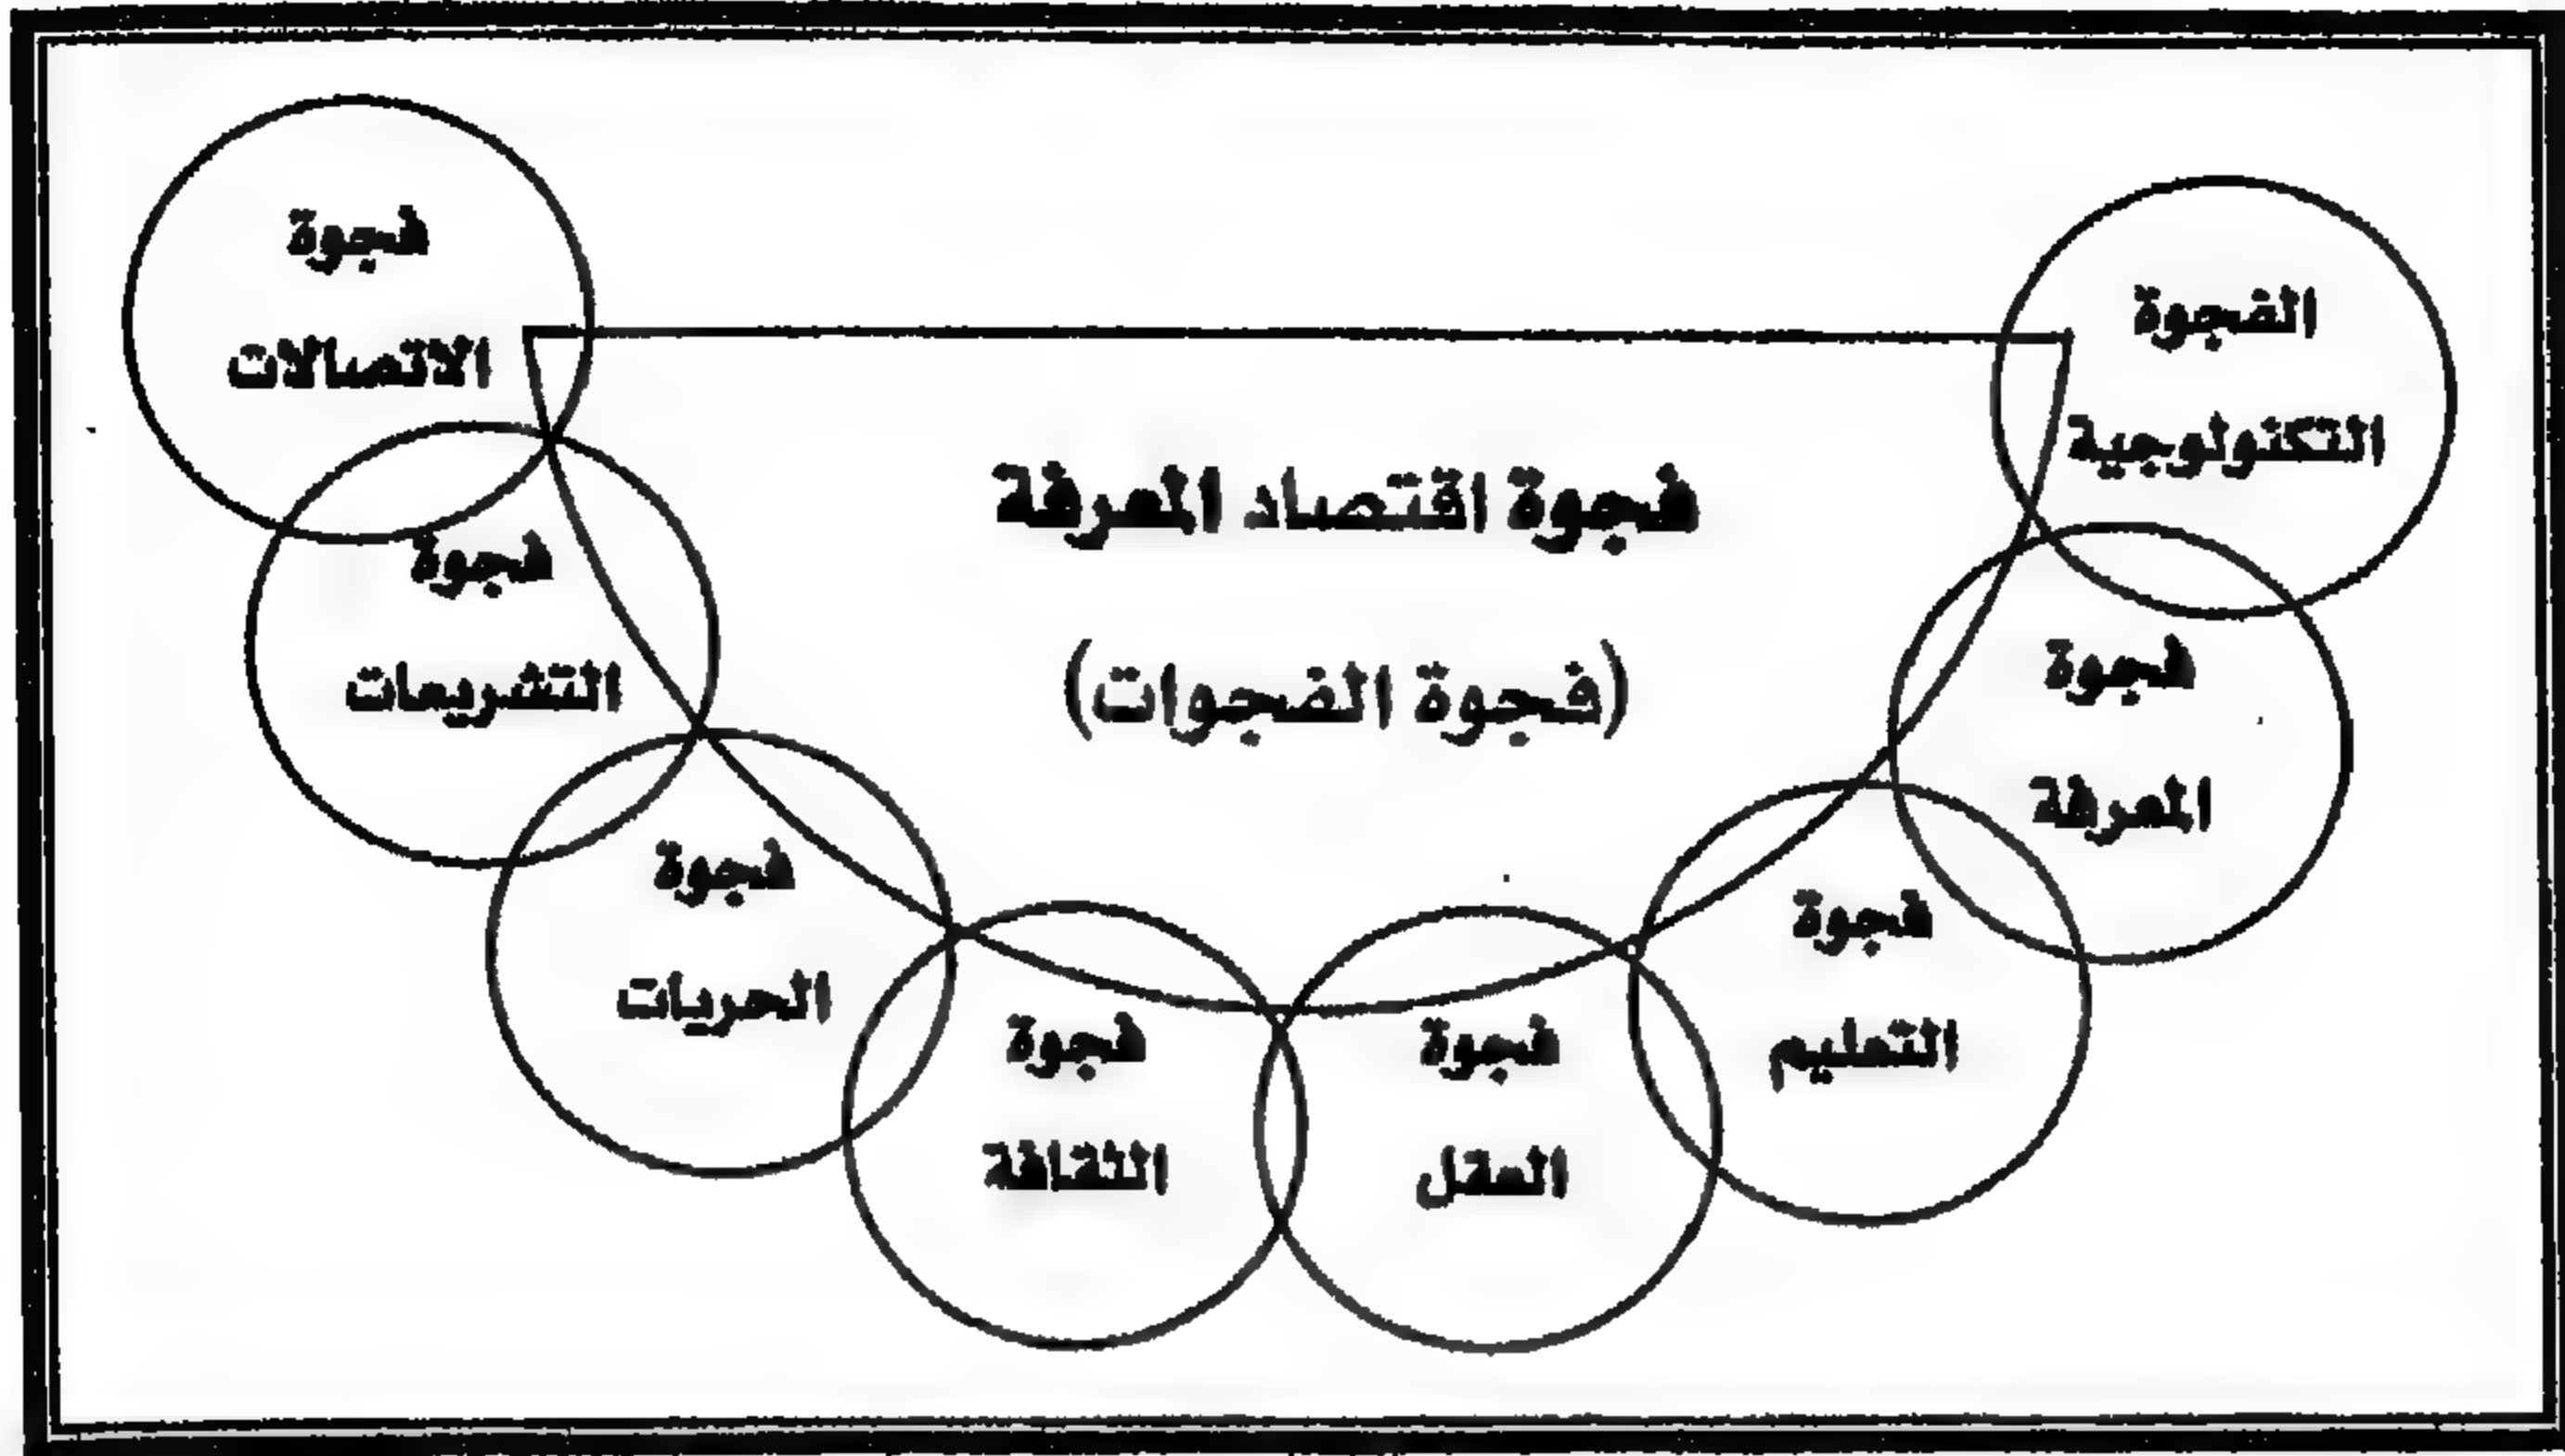 فجوة اقتصاد المعرفة
(فجوة الفجوات)
الفجوة
التكنولوجية
فجوة
المعرفة
فجوة
التعليم
فجوة
العقل
فجوة
الثقافة
فجوة
الحريات
فجوة
التشريعات
فجوة
الاتصالات